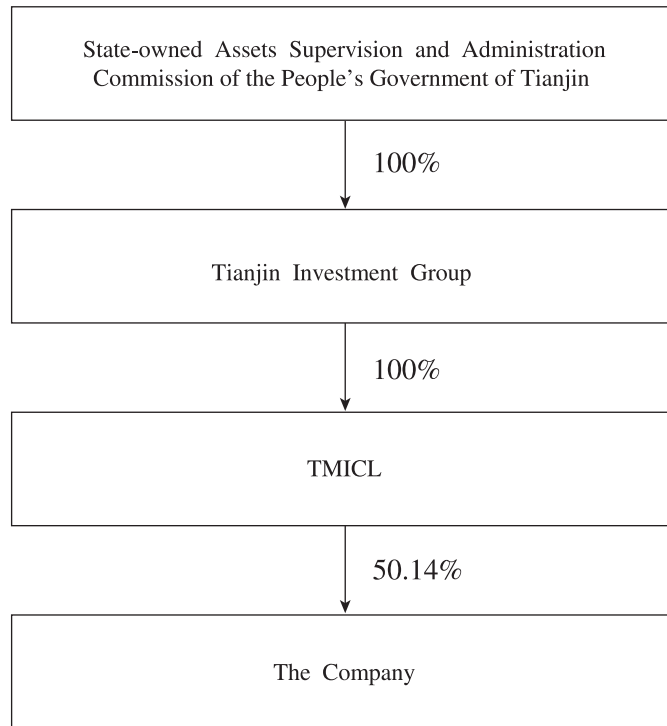 State-owned Assets Supervision and Administration
Commission of the People's Government of Tianjin
100%
Tianjin Investment Group
100%
TMICL
50.14%
The Company